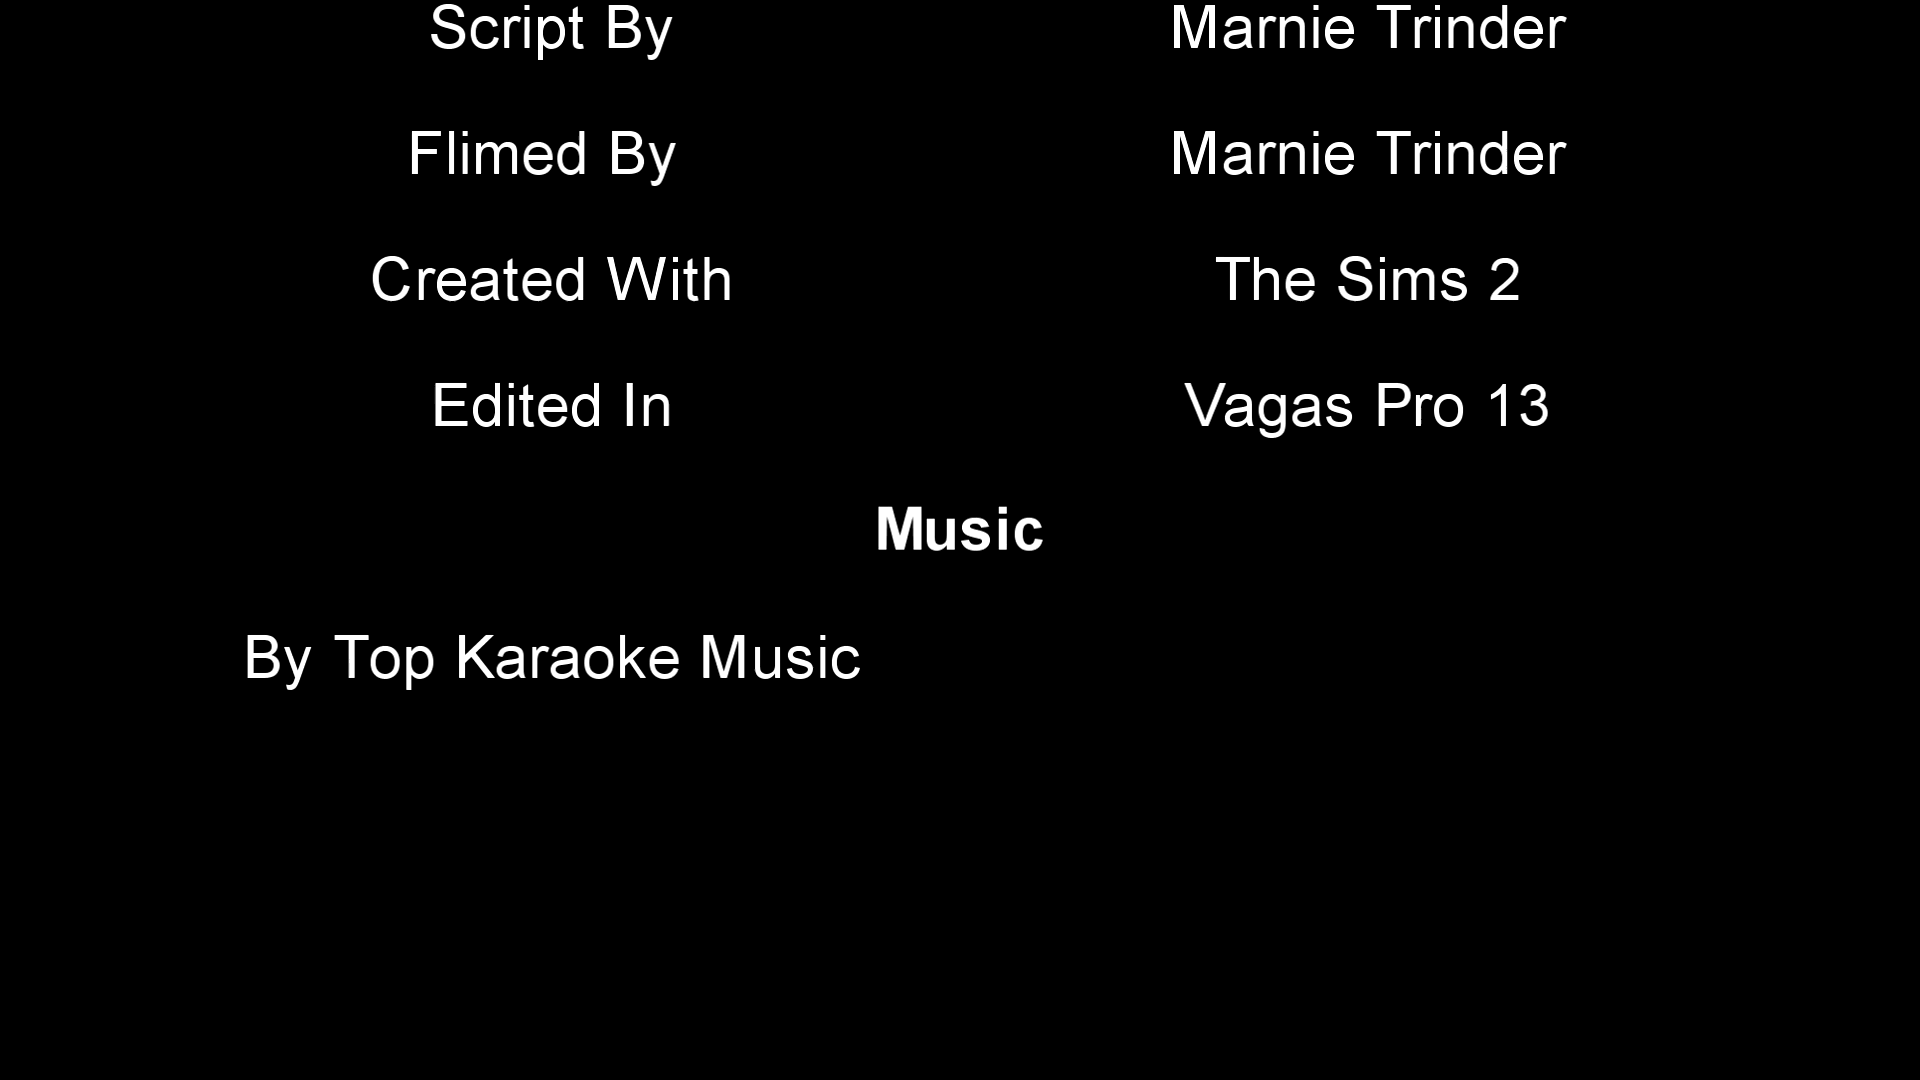 Script By Marnie Trinder
Flimed By Marnie Trinder
Created With The Sims 2
Edited In Vagas Pro 13
Music
By Top Karaoke Music